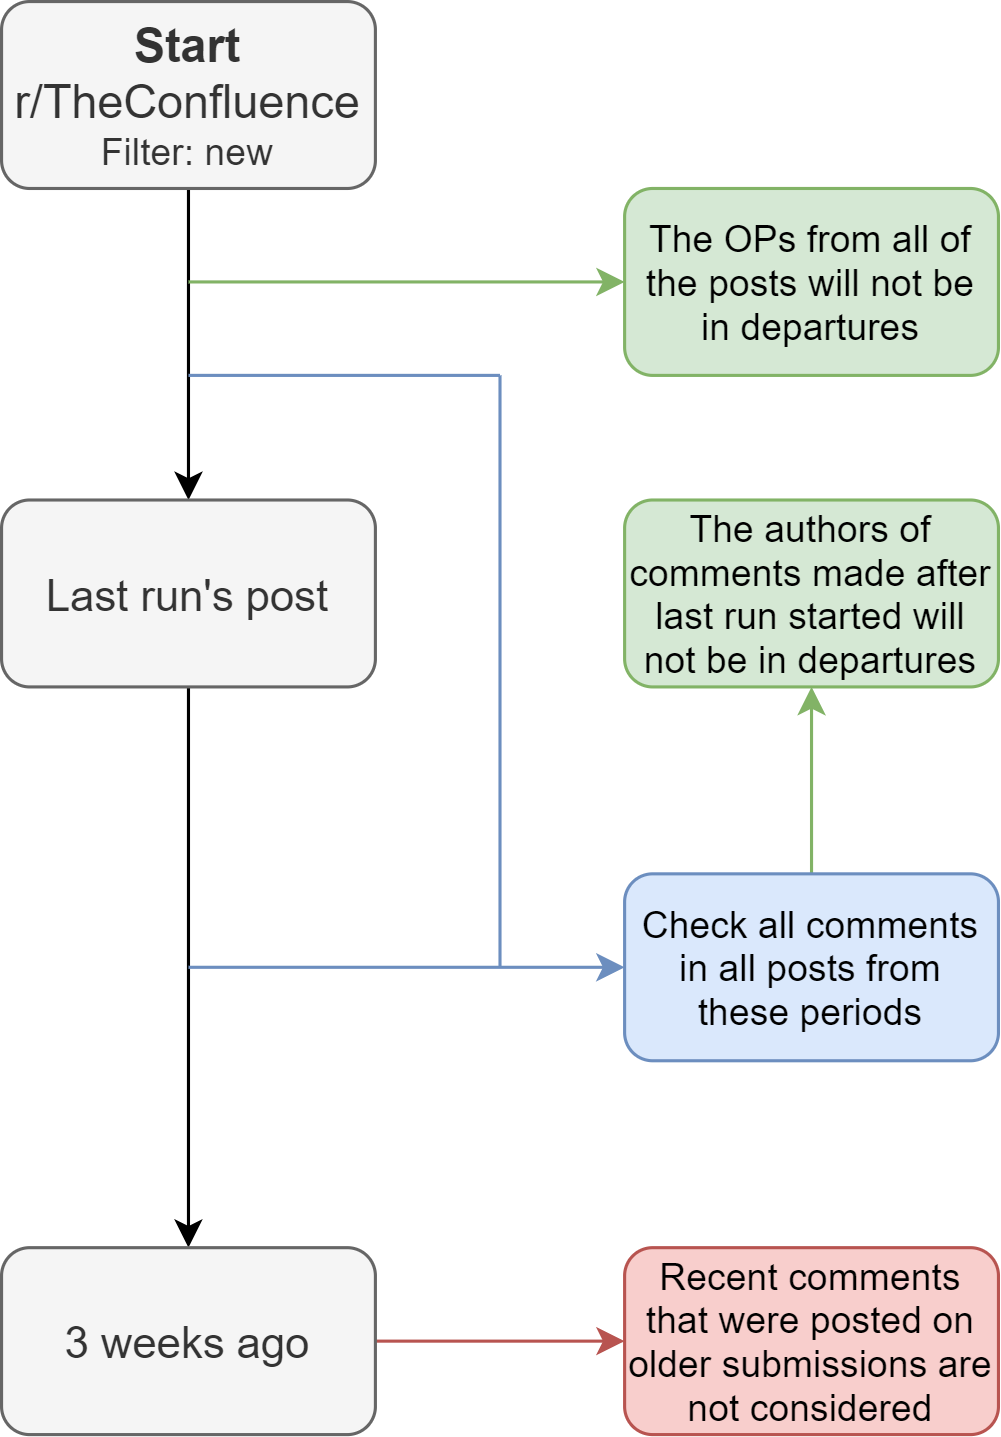 Start
r/TheConfluence
Filter: new
The OPs from all of
the posts will not be
in departures
Last run's post
The authors of
comments made after
last run started will
not be in departures
Check all comments
in all posts from
these periods
3 weeks ago
Recent comments
that were posted on
older submissions are
not considered